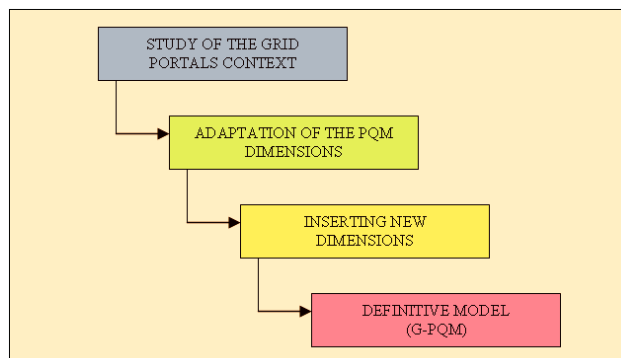 STUDY OF THE GRID
PORTALS CONTEXT
ADAPTATION OF THE PQM
DIMENSIONS
INSERTING NEW
DIMENSIONS
DEFINITIVE MODEL
(G-PQM)